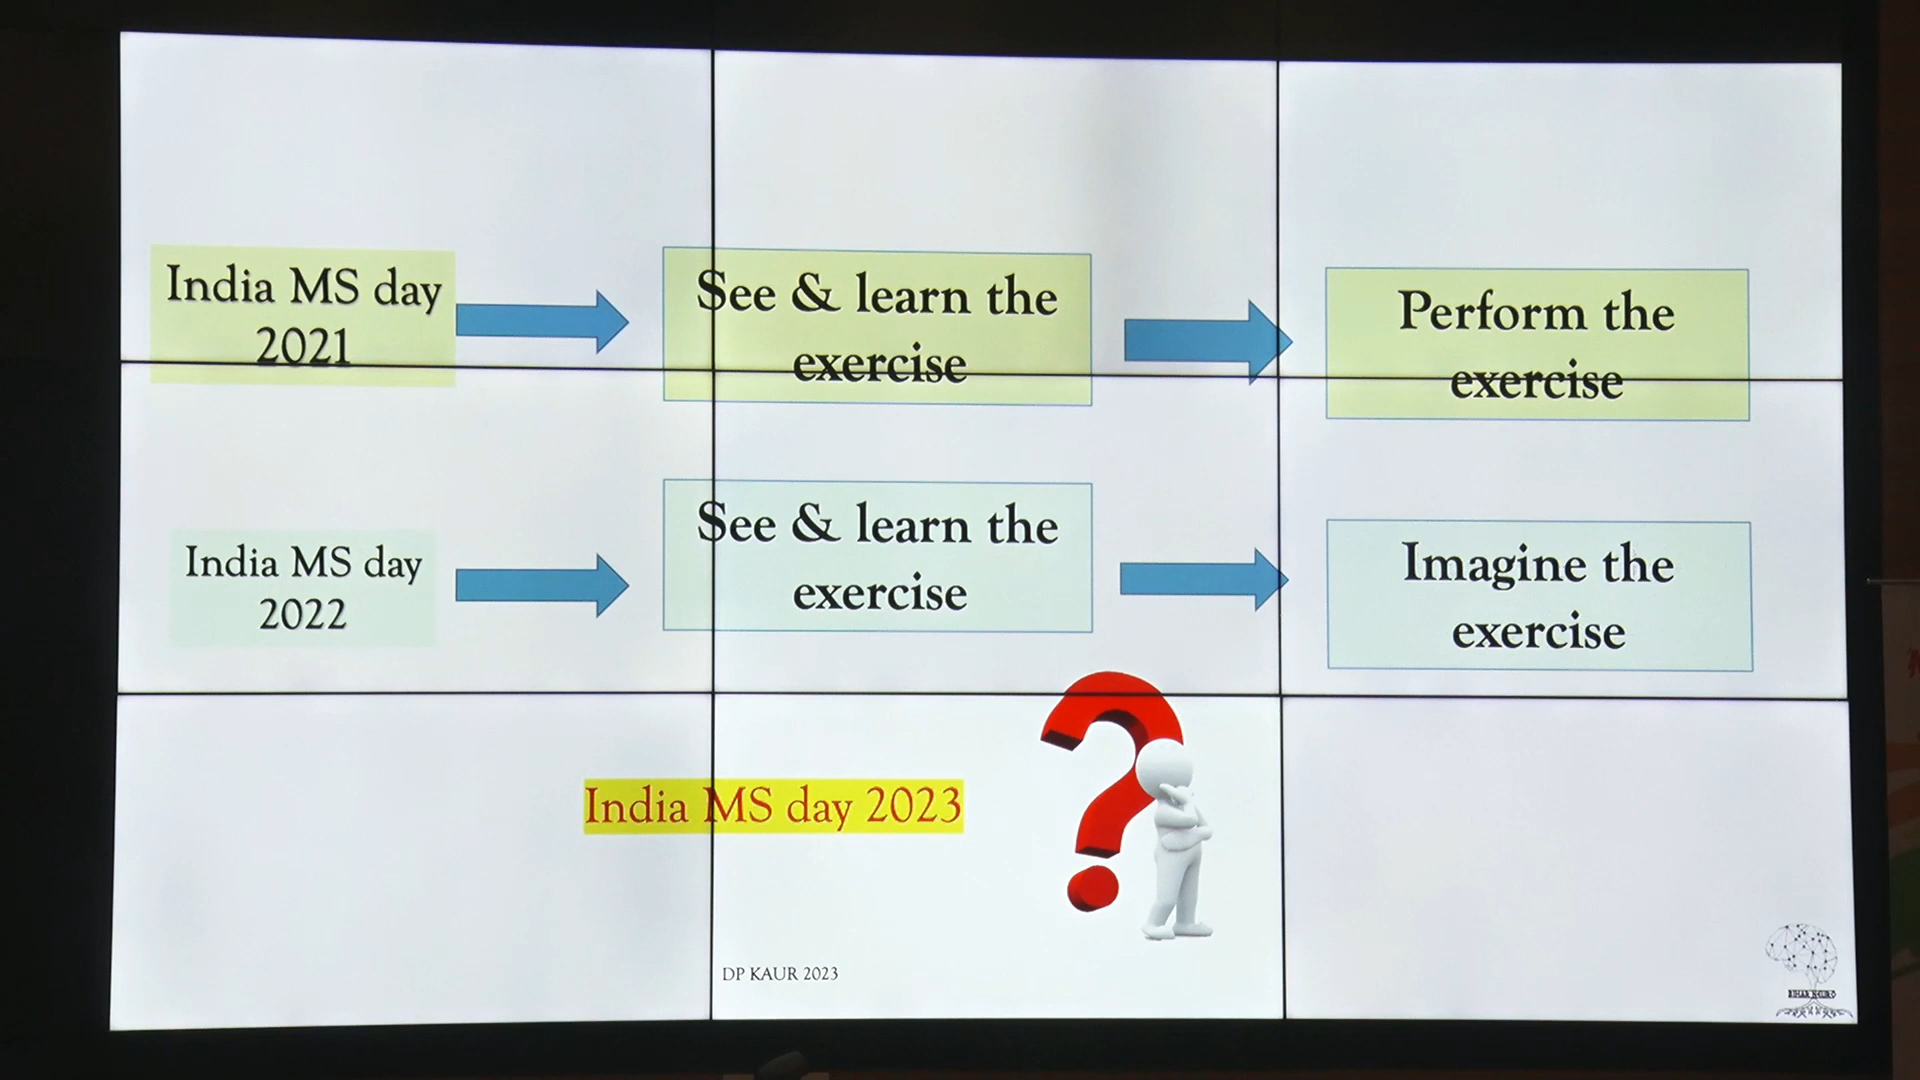 India MS day
2021
See & learn the
exercise
Perform the
exercise
India MS day
2022
See & learn the
exercise
Imagine the
exercise
India MS day 2023
DP KAUR 2023